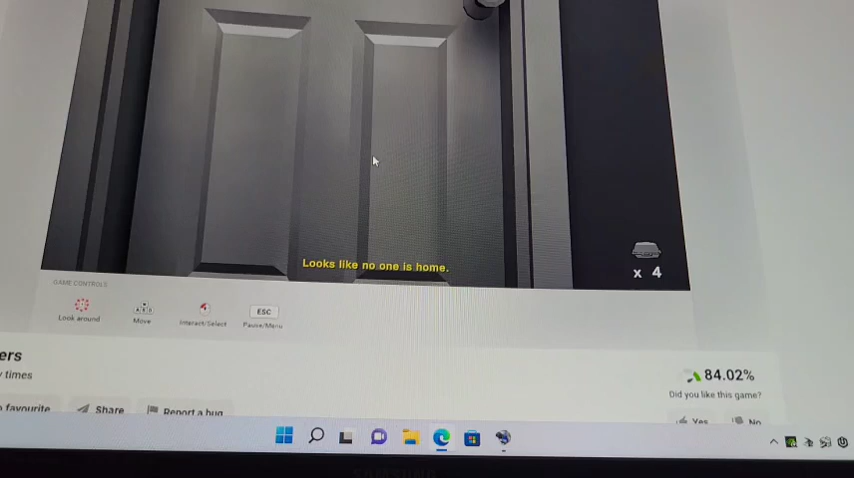 Looks like no one is home.
x 4
GAME CONTROLS
Look around
Move
Interact/Select
ESC
Pause/Menu
ers
times
84.02%
Did you like this game?
favourite
Share
Report a bug
Yes
No
SAMSUNG